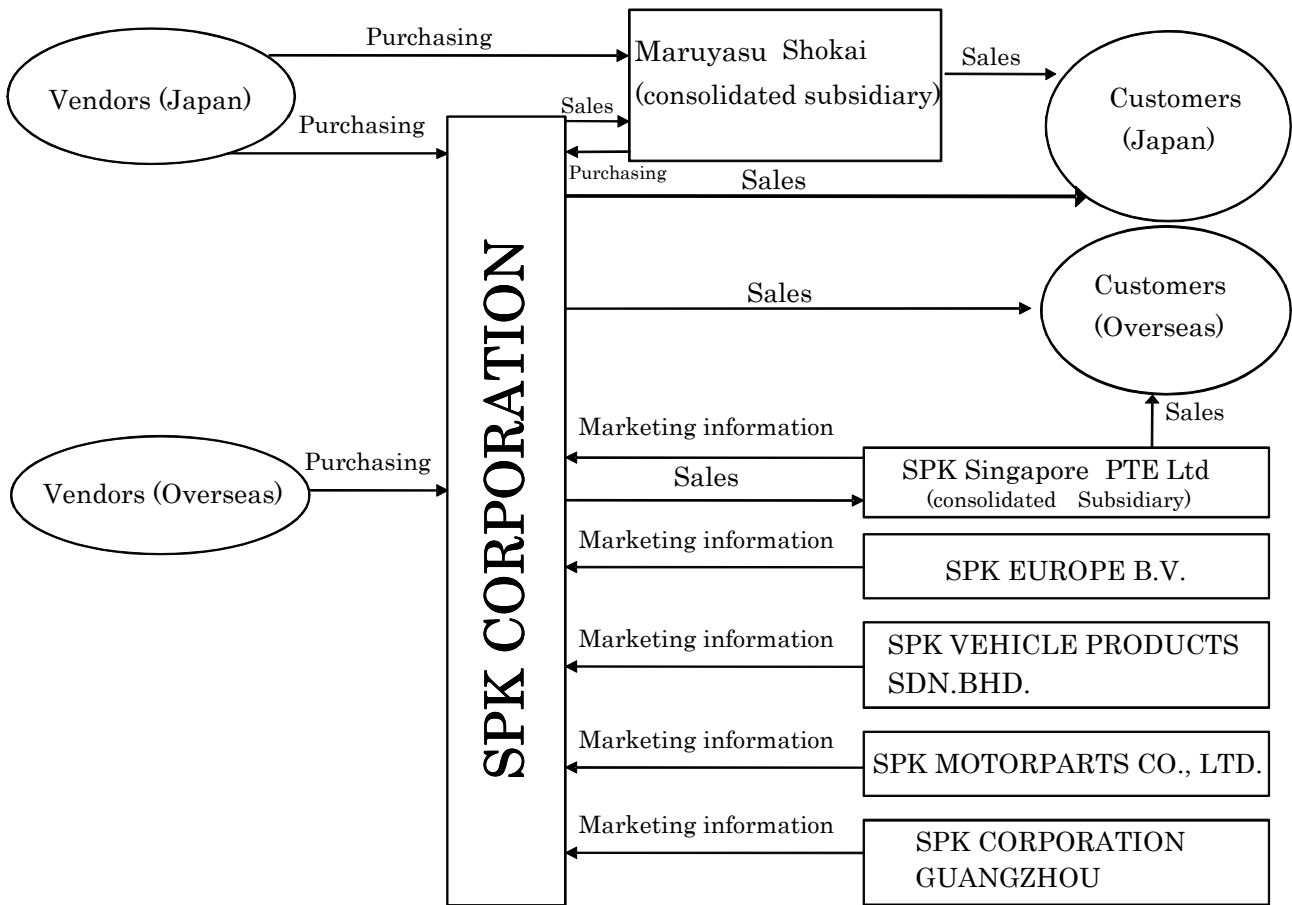 Purchasing
Maruyasu Shokai
(consolidated subsidiary)
Sales
Vendors (Japan)
Customers
(Japan)
Purchasing
Sales
Purchasing
Sales
SPK CORPORATION
Sales
Customers
(Overseas)
Vendors (Overseas)
Purchasing
Marketing information
Sales
Sales
SPK Singapore PTE Ltd
(consolidated Subsidiary)
Marketing information
SPK EUROPE B.V.
Marketing information
SPK VEHICLE PRODUCTS
SDN.BHD.
Marketing information
SPK MOTORPARTS CO., LTD.
Marketing information
SPK CORPORATION
GUANGZHOU